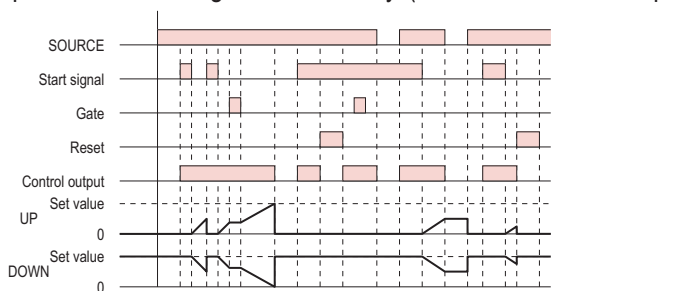 SOURCE
Start signal
Gate
Reset
Control output
Set value
UP
0
Set value
DOWN
0